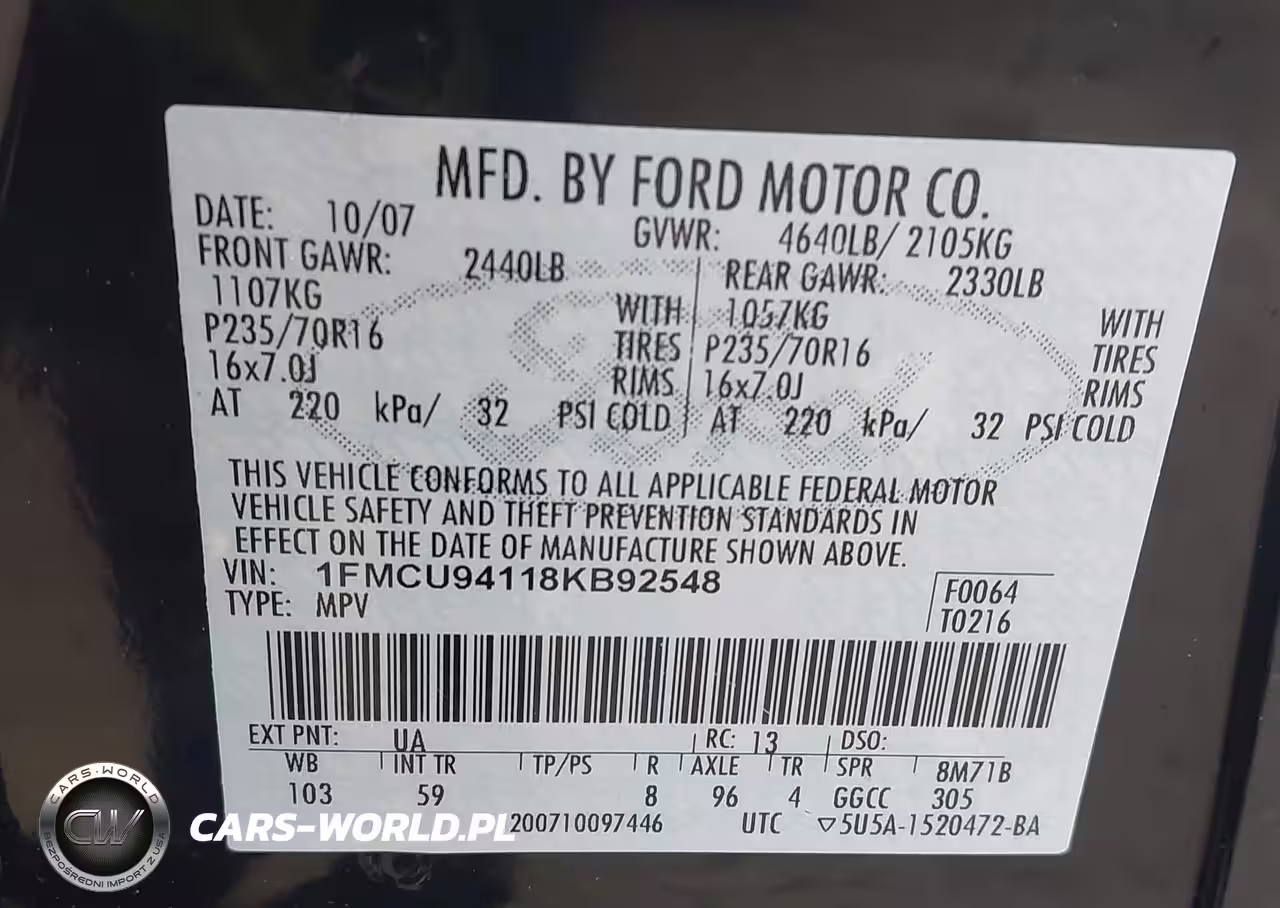 MFD. BY FORD MOTOR CO.
DATE: 10/07 GVWR: 4640LB/ 2105KG
FRONT GAWR: 2440LB REAR GAWR: 2330LB
1107KG WITH 1057KG WITH
P235/70R16 TIRES P235/70R16 TIRES
16x7.0J RIMS 16x7.0J RIMS
AT 220 kPa/ 32 PSI COLD AT 220 kPa/ 32 PSI COLD
THIS VEHICLE CONFORMS TO ALL APPLICABLE FEDERAL MOTOR
VEHICLE SAFETY AND THEFT PREVENTION STANDARDS IN
EFFECT ON THE DATE OF MANUFACTURE SHOWN ABOVE.
VIN: 1FMCU94118KB92548 F0064
TYPE: MPV T0216
EXT PNT: UA RC: 13 DSO:
WB INT TR TP/PS R AXLE TR SPR 8M71B
103 59 8 96 4 GGCC 305
200710097446 UTC ▽5U5A-1520472-BA
CARS-WORLD
CW
BEZPOŚREDNI IMPORT Z USA
CARS-WORLD.PL